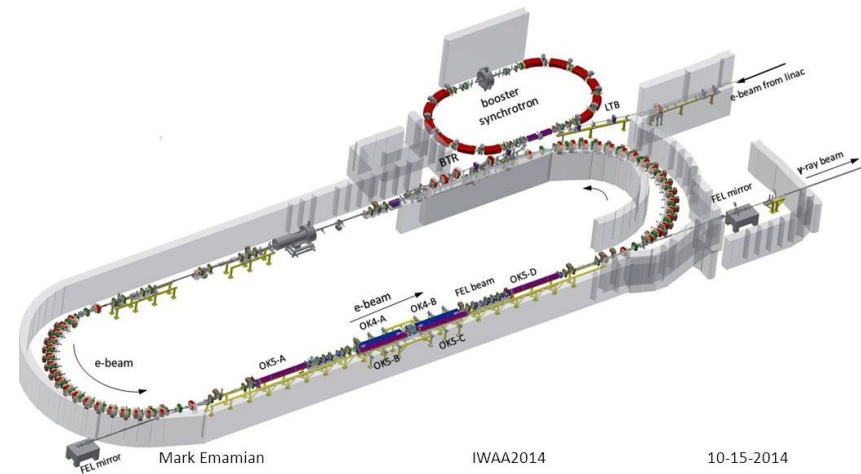 booster
synchrotron
LTB
e-beam from linac
BTR
γ-ray beam
FEL mirror
OK5-D
FEL beam
OK4-B
e-beam
OK4-A
OK5-C
OK5-B
OK5-A
e-beam
FEL mirror
Mark Emamian
IWAA2014
10-15-2014